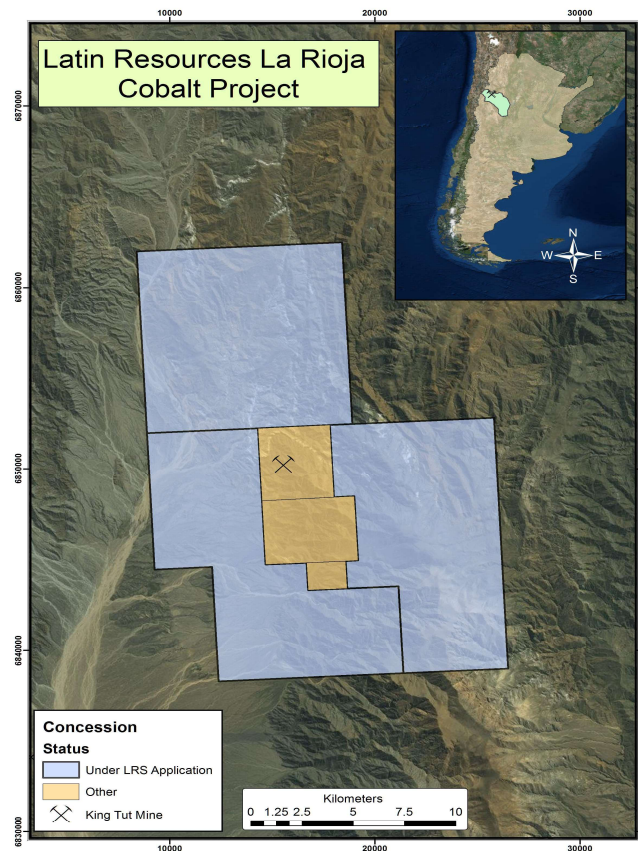 10000 20000 30000
Latin Resources La Rioja
Cobalt Project
N
W E
S
6870000
6860000
6850000
6840000
6830000
Concession
Status
Under LRS Application
Other
King Tut Mine
Kilometers
0 1.25 2.5 5 7.5 10
10000 20000 30000